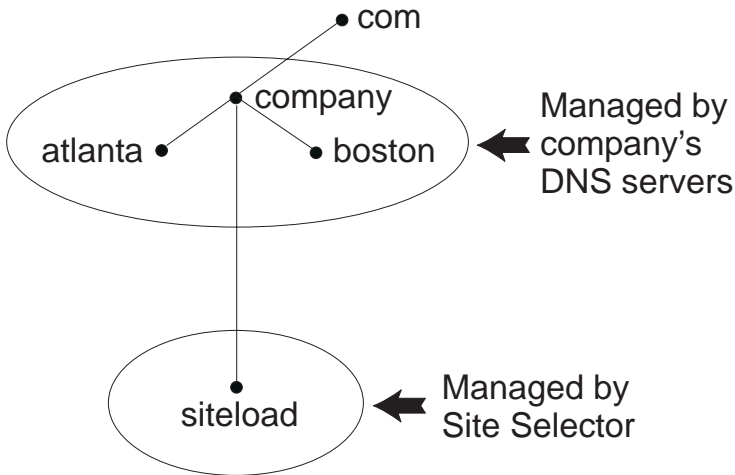 com
company
atlanta
boston
Managed by
company's
DNS servers
siteload
Managed by
Site Selector